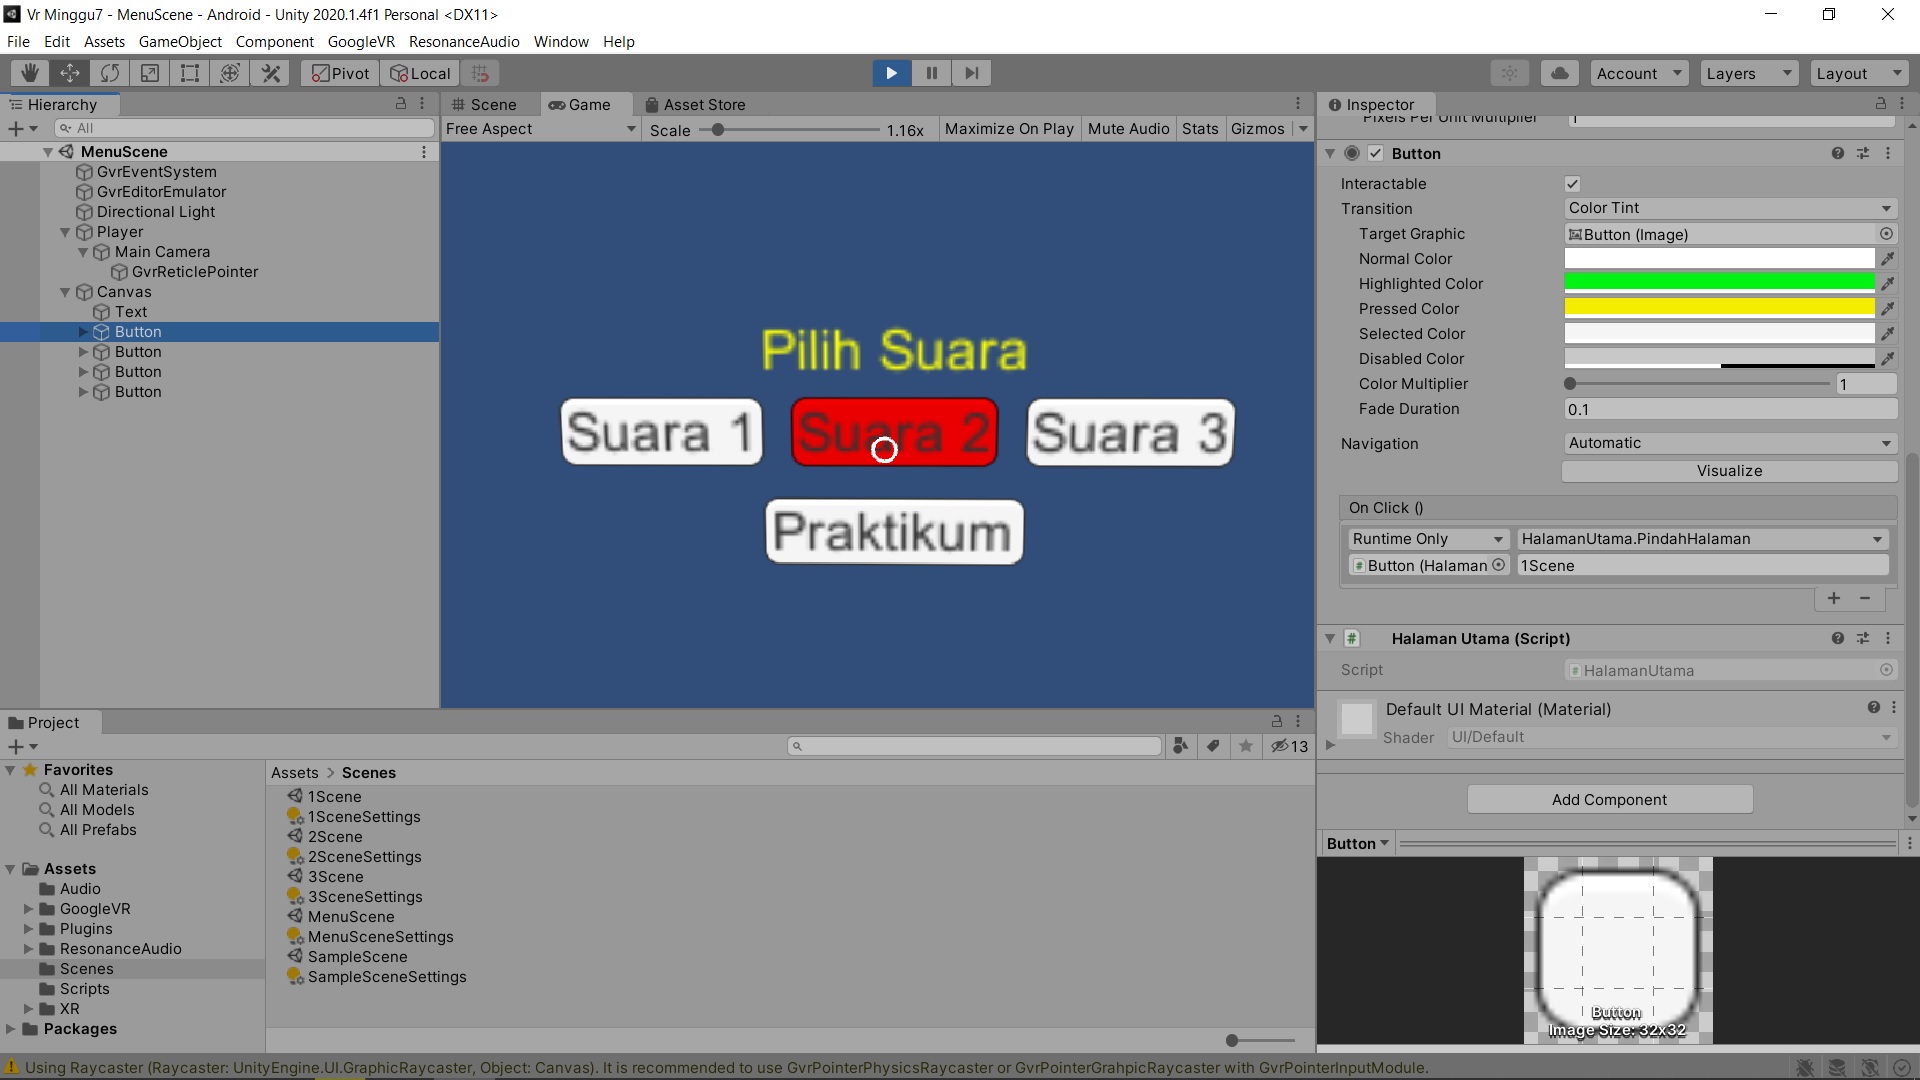 Vr Minggu7 - MenuScene - Android - Unity 2020.1.4f1 Personal <DX11>
File Edit Assets GameObject Component GoogleVR ResonanceAudio Window Help
Pivot Local Account Layers Layout
Hierarchy
All
MenuScene
GvrEventSystem
GvrEditorEmulator
Directional Light
Player
Main Camera
GvrReticlePointer
Canvas
Text
Button
Button
Button
Button
Scene Game Asset Store
Free Aspect Scale 1.16x Maximize On Play Mute Audio Stats Gizmos
Pilih Suara
Suara 1 Suara 2 Suara 3
Praktikum
Inspector
Pixels Per Unit Multiplier 1
Button
Interactable
Transition Color Tint
Target Graphic Button (Image)
Normal Color
Highlighted Color
Pressed Color
Selected Color
Disabled Color
Color Multiplier 1
Fade Duration 0.1
Navigation Automatic
Visualize
On Click ()
Runtime Only HalamanUtama.PindahHalaman
Button (Halaman 1Scene
Halaman Utama (Script)
Script HalamanUtama
Default UI Material (Material)
Shader UI/Default
Add Component
Button
Button
Image Size: 32x32
Project
13
Favorites
All Materials
All Models
All Prefabs
Assets
Audio
GoogleVR
Plugins
ResonanceAudio
Scenes
Scripts
XR
Packages
Assets > Scenes
1Scene
1SceneSettings
2Scene
2SceneSettings
3Scene
3SceneSettings
MenuScene
MenuSceneSettings
SampleScene
SampleSceneSettings
Using Raycaster (Raycaster: UnityEngine.UI.GraphicRaycaster, Object: Canvas). It is recommended to use GvrPointerPhysicsRaycaster or GvrPointerGrahpicRaycaster with GvrPointerInputModule.